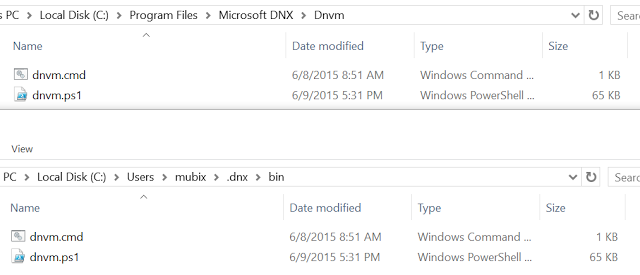 s PC > Local Disk (C:) > Program Files > Microsoft DNX > Dnvm Sear
Name Date modified Type Size
dnvm.cmd 6/8/2015 8:51 AM Windows Command ... 1 KB
dnvm.ps1 6/9/2015 5:31 PM Windows PowerShell ... 65 KB
View
PC > Local Disk (C:) > Users > mubix > .dnx > bin Sear
Name Date modified Type Size
dnvm.cmd 6/8/2015 8:51 AM Windows Command ... 1 KB
dnvm.ps1 6/9/2015 5:31 PM Windows PowerShell ... 65 KB